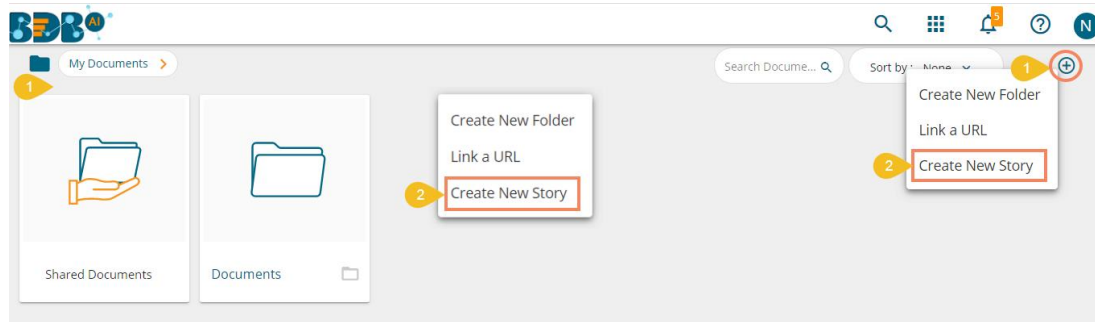 BDB AI
5
N
My Documents >
Search Docume...
Sort by : None
1
1
Create New Folder
Link a URL
2
Create New Story
Create New Folder
Link a URL
2
Create New Story
Shared Documents
Documents